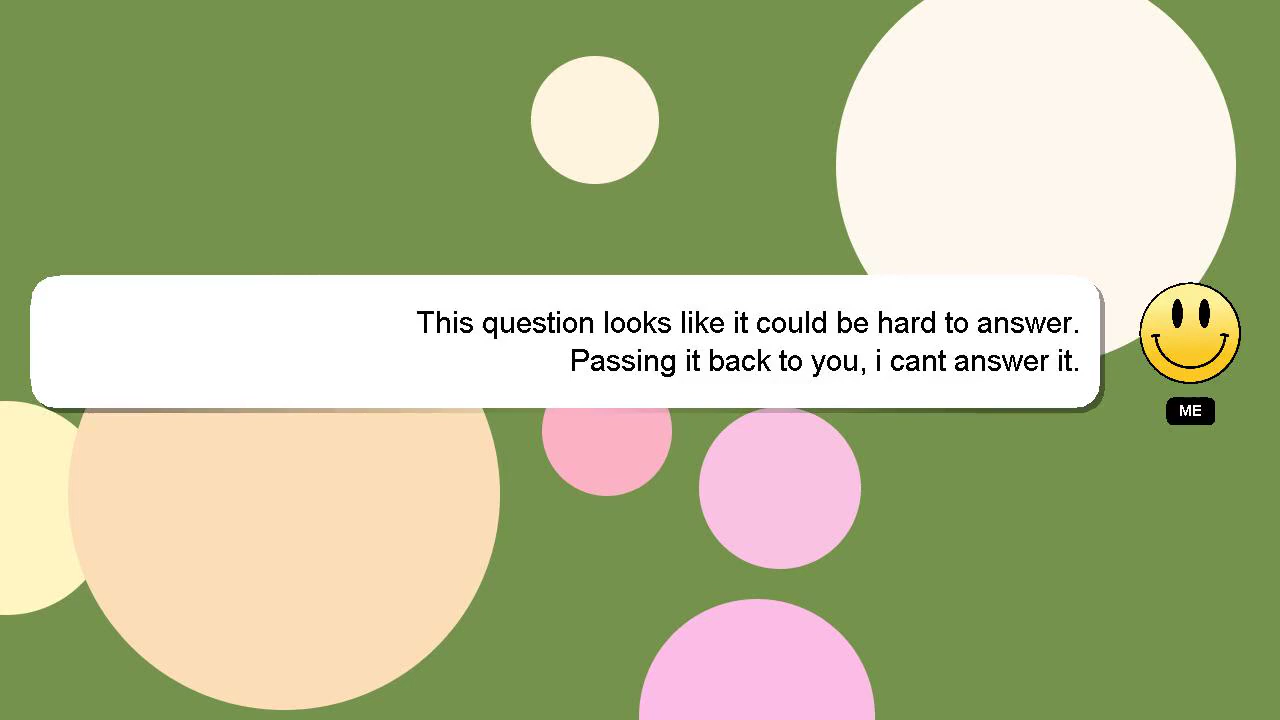 This question looks like it could be hard to answer.
Passing it back to you, i cant answer it.
ME